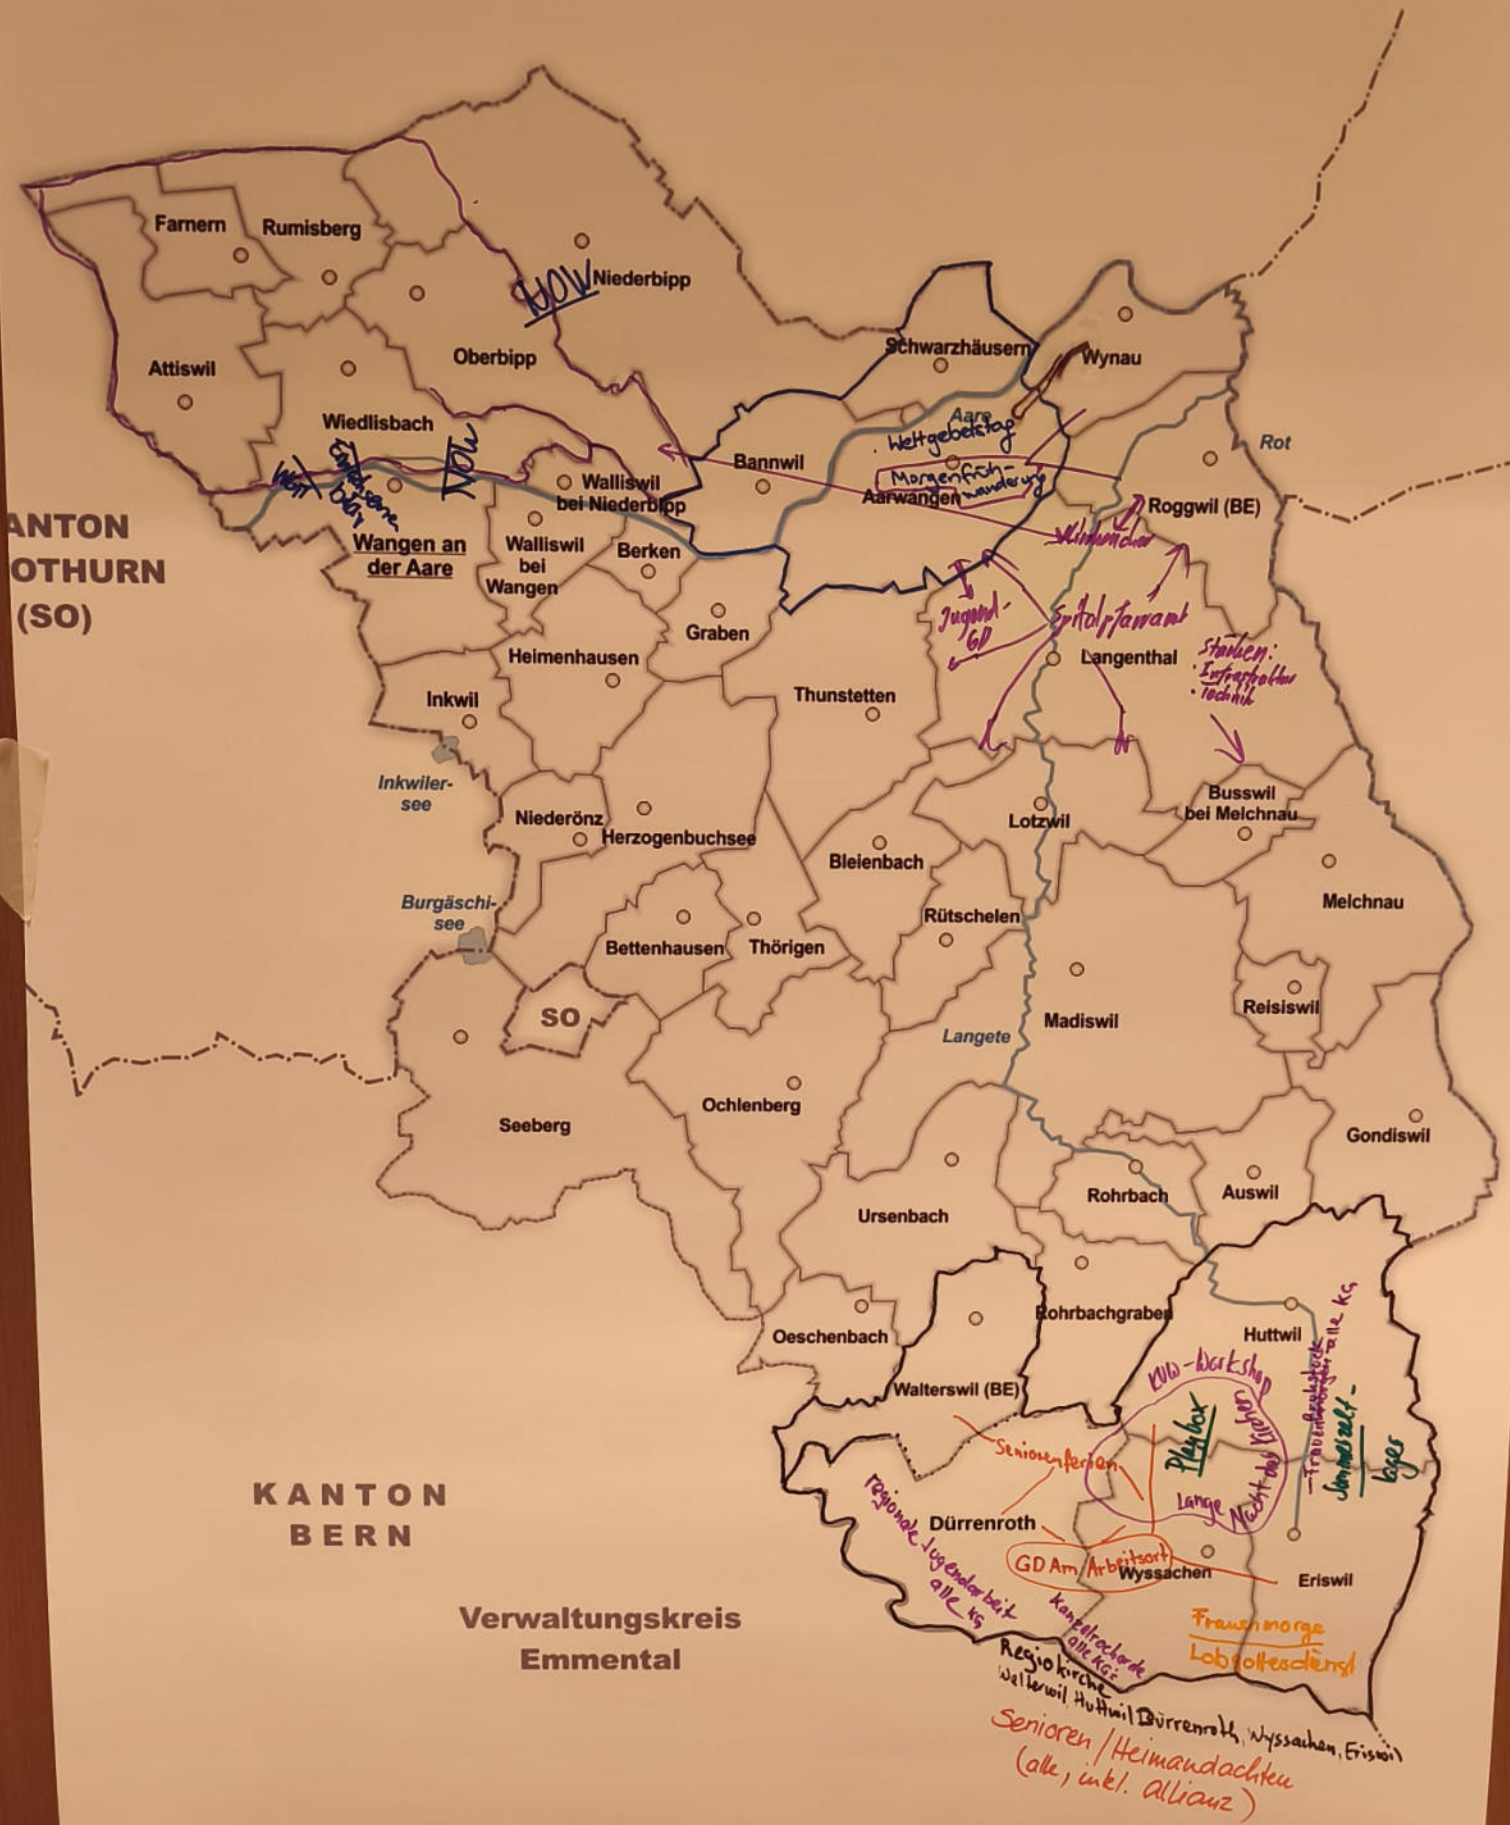 Farnern
Rumisberg
Niederbipp
Attiswil
Oberbipp
Schwarzhäusern
Wynau
Wiedlisbach
Aare
Weltgebetstag
Rot
Bannwil
Morgenfrüh-
wanderung
Aarwangen
Walliswil
bei Niederbipp
Roggwil (BE)
ANTON
OTHURN
(SO)
Wangen an
der Aare
Walliswil
bei
Wangen
Berken
Graben
Jugend-
GD
Spitalpfarramt
Langenthal
Stärken:
· Infrastruktur
· Technik
Heimenhausen
Inkwil
Thunstetten
Inkwiler-
see
Niederönz
Herzogenbuchsee
Lotzwil
Busswil
bei Melchnau
Bleienbach
Melchnau
Burgäschi-
see
Rütschelen
Bettenhausen
Thörigen
SO
Reisiswil
Madiswil
Langete
Ochlenberg
Seeberg
Gondiswil
Rohrbach
Auswil
Ursenbach
Rohrbachgraben
Oeschenbach
Huttwil
Walterswil (BE)
KUW-Workshop
Playbox
Lange
Nacht der Kirchen
Sommerzelt-
lager
Seniorenferien
KANTON
BERN
Dürrenroth
GD Am Arbeitsort
Wyssachen
Eriswil
regionale Jugendarbeit
alle KG
Kanzelrochade
alle KG's
Frauenmorge
Lobgottesdienst
Verwaltungskreis
Emmental
Regiokirche
Walterwil, Huttwil Dürrenroth, Wyssachen, Eriswil
Senioren/Heimandachten
(alle, inkl. Allianz)